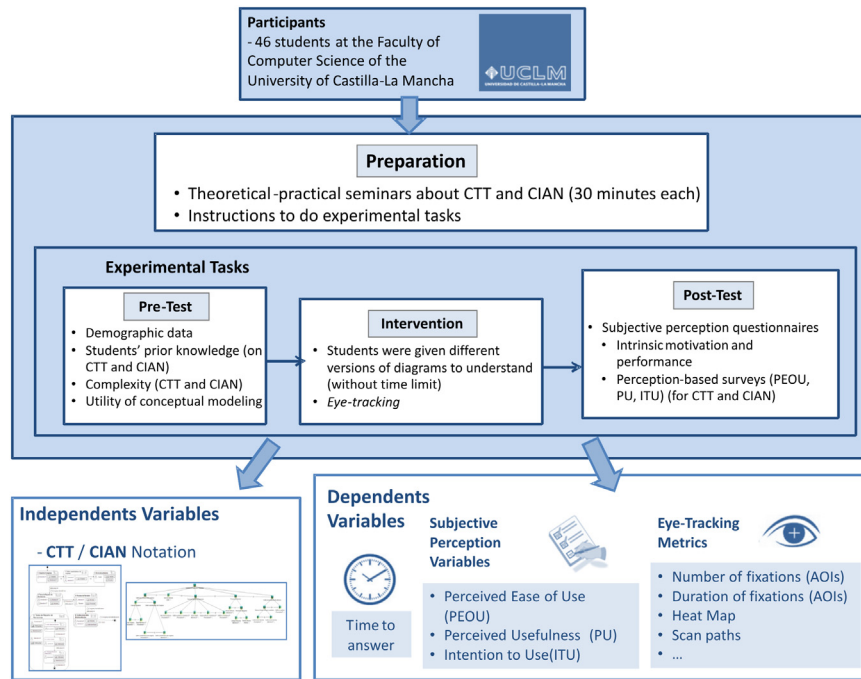 Participants
- 46 students at the Faculty of
Computer Science of the
University of Castilla-La Mancha
UCLM
UNIVERSIDAD DE CASTILLA-LA MANCHA
Preparation
• Theoretical-practical seminars about CTT and CIAN (30 minutes each)
• Instructions to do experimental tasks
Experimental Tasks
Pre-Test
• Demographic data
• Students' prior knowledge (on
CTT and CIAN)
• Complexity (CTT and CIAN)
• Utility of conceptual modeling
Intervention
• Students were given different
versions of diagrams to understand
(without time limit)
• Eye-tracking
Post-Test
• Subjective perception questionnaires
• Intrinsic motivation and
performance
• Perception-based surveys (PEOU,
PU, ITU) (for CTT and CIAN)
Independents Variables
- CTT / CIAN Notation
Dependents
Variables
Time to
answer
Subjective
Perception
Variables
• Perceived Ease of Use
(PEOU)
• Perceived Usefulness (PU)
• Intention to Use(ITU)
Eye-Tracking
Metrics
• Number of fixations (AOIs)
• Duration of fixations (AOIs)
• Heat Map
• Scan paths
• ...